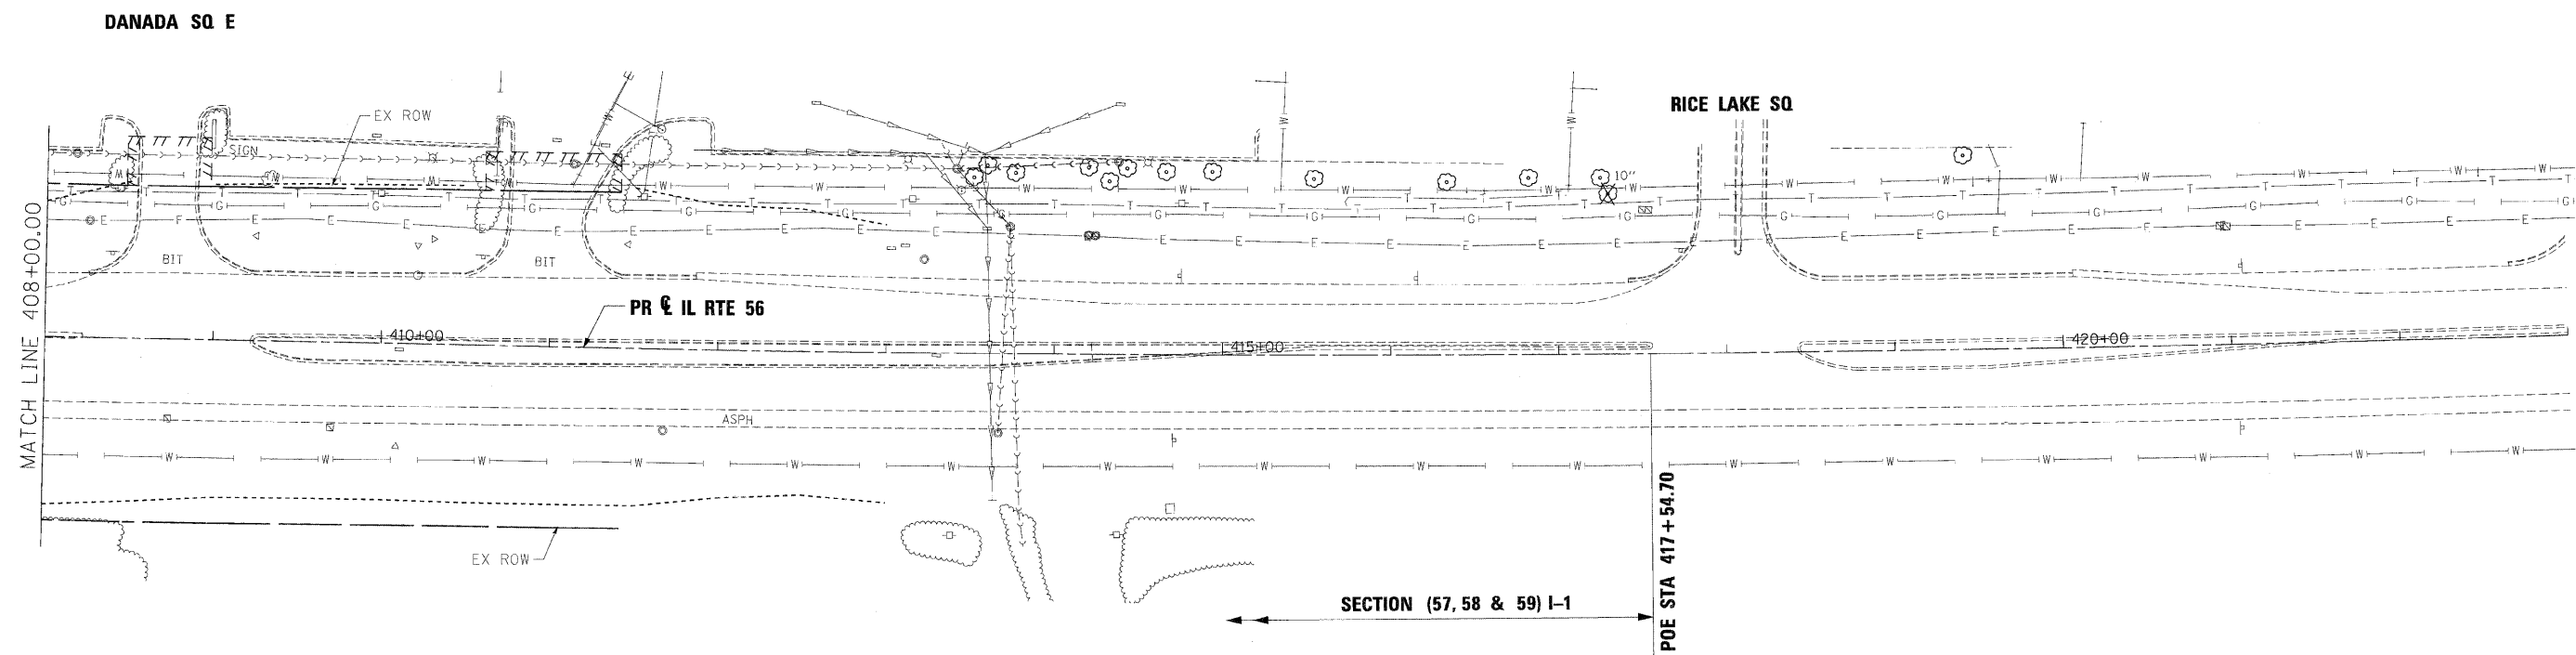 DANADA SQ E
RICE LAKE SQ
EX ROW
SIGN
10"
BIT
BIT
PR ℄ IL RTE 56
410+00
415+00
420+00
MATCH LINE 408+00.00
ASPH
EX ROW
SECTION (57, 58 & 59) I-1
POE STA 417+54.70